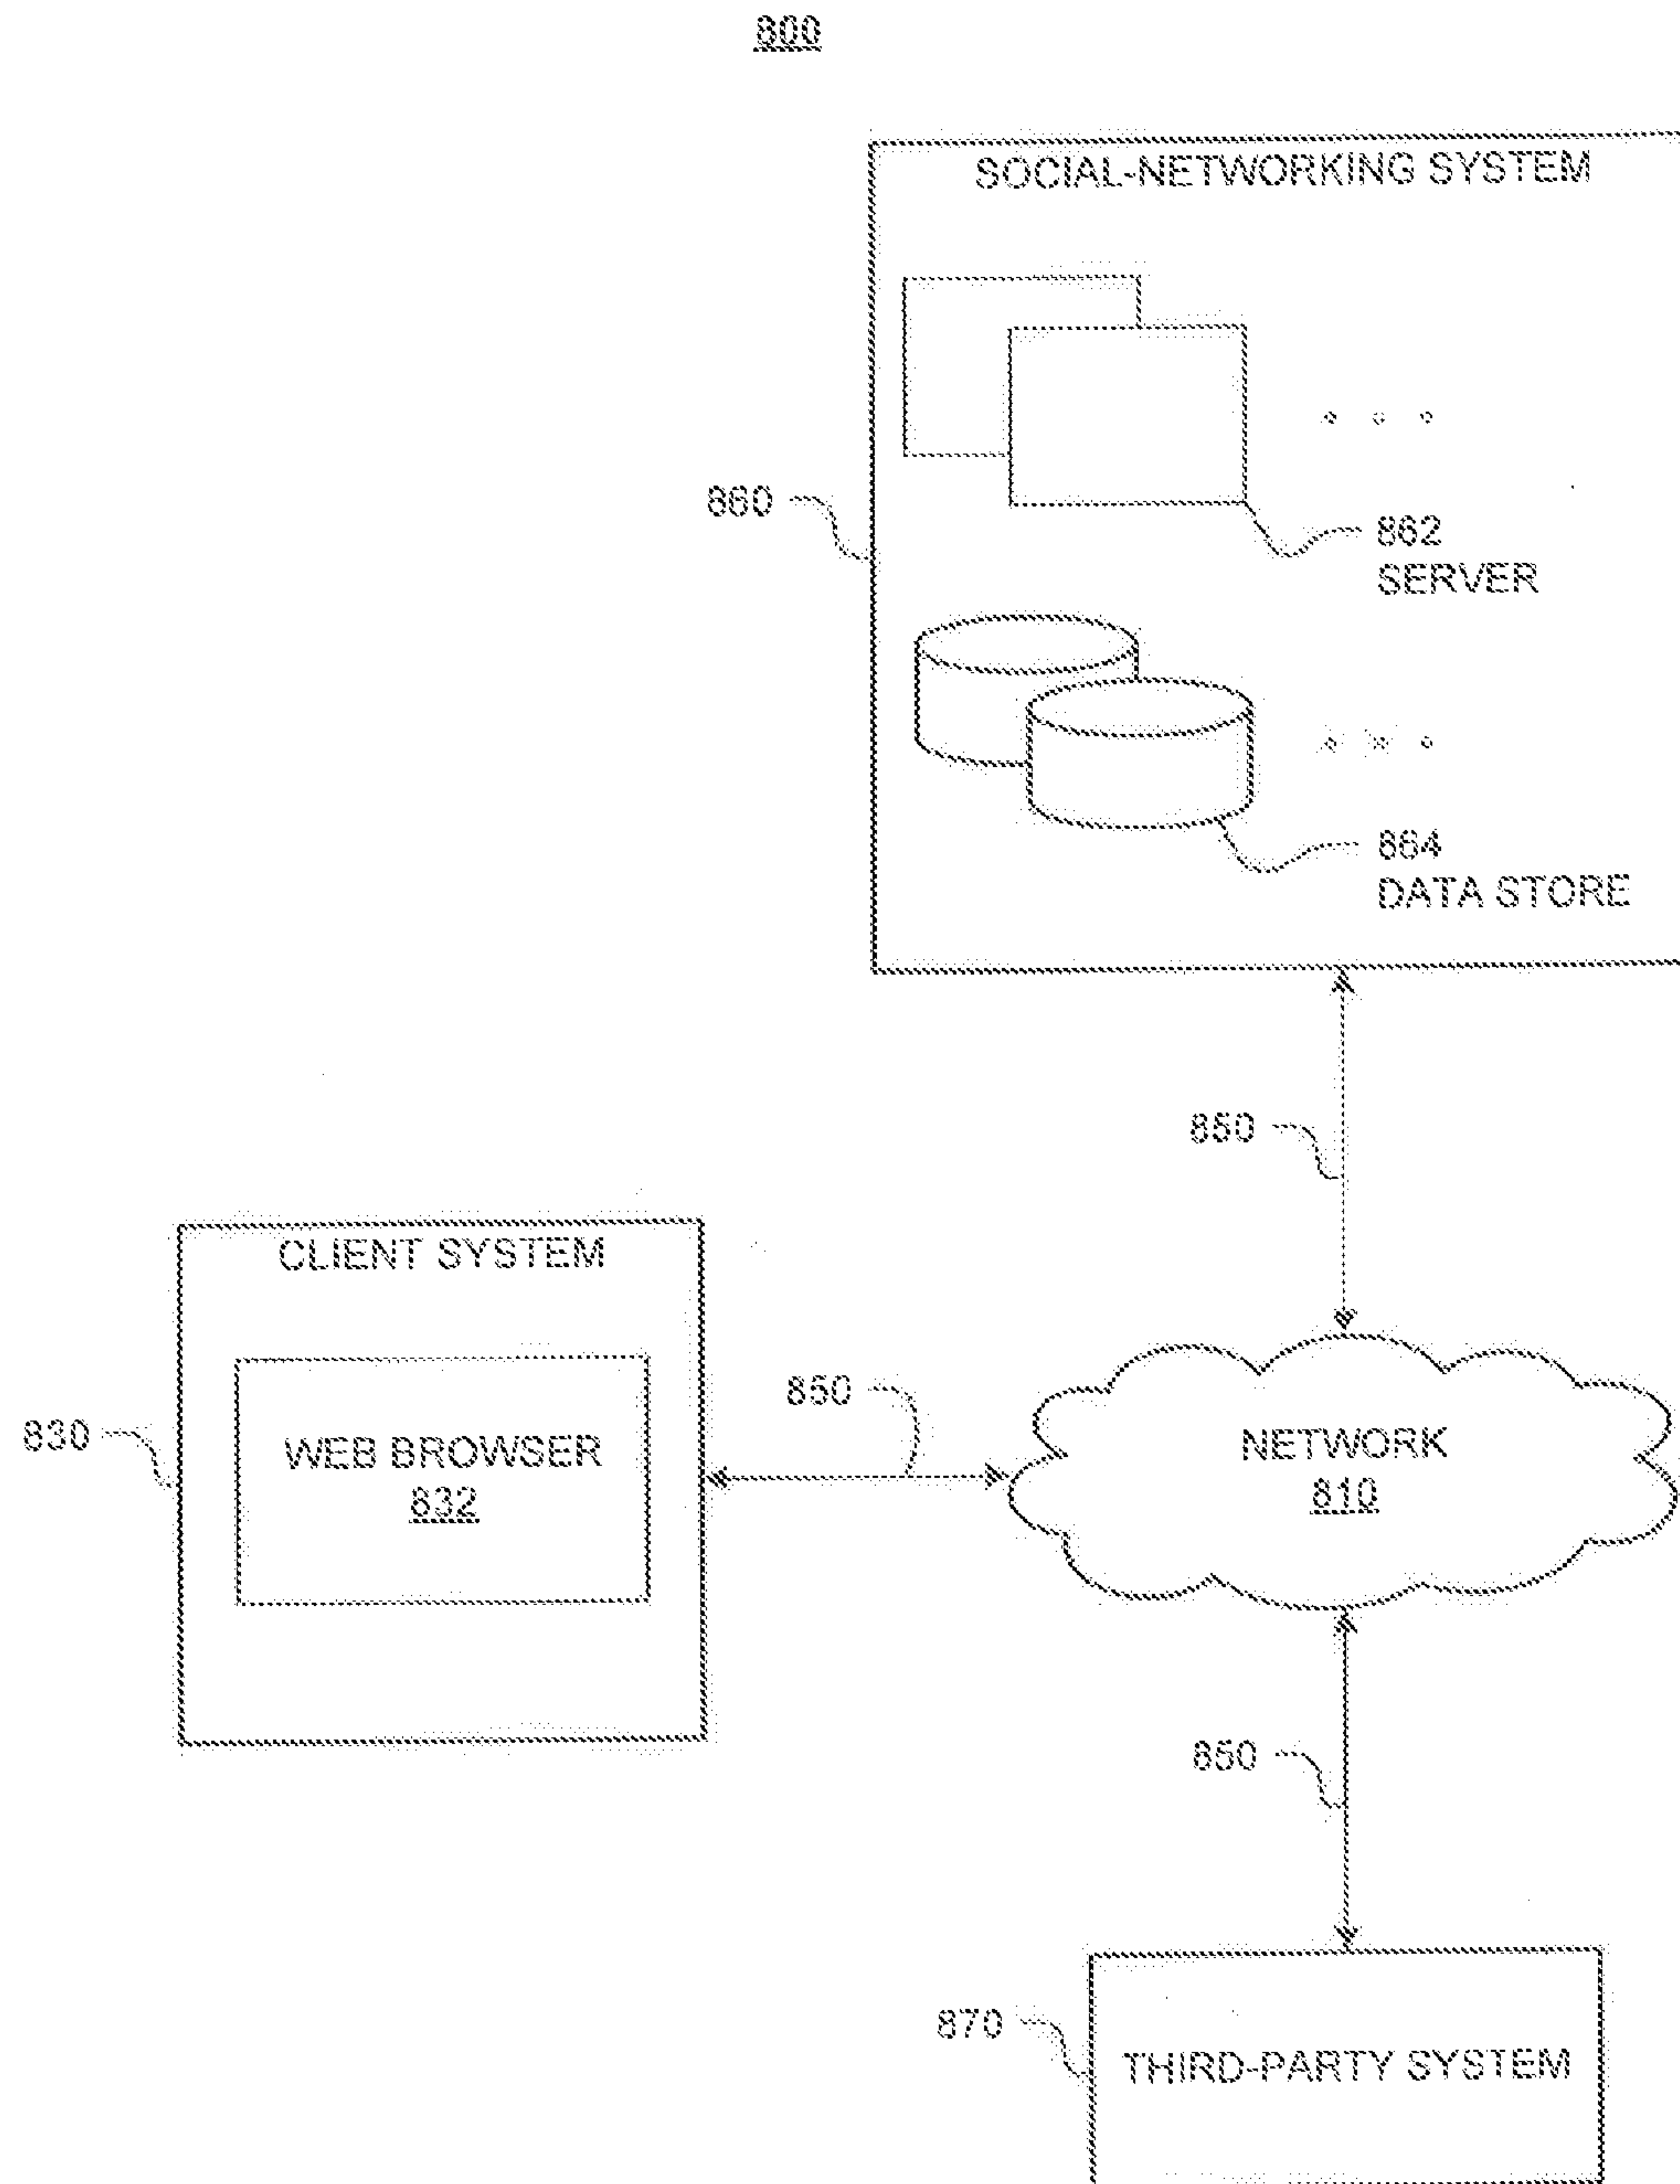 800
SOCIAL-NETWORKING SYSTEM
860
862
SERVER
864
DATA STORE
850
CLIENT SYSTEM
850
830
WEB BROWSER
832
NETWORK
810
850
870
THIRD-PARTY SYSTEM